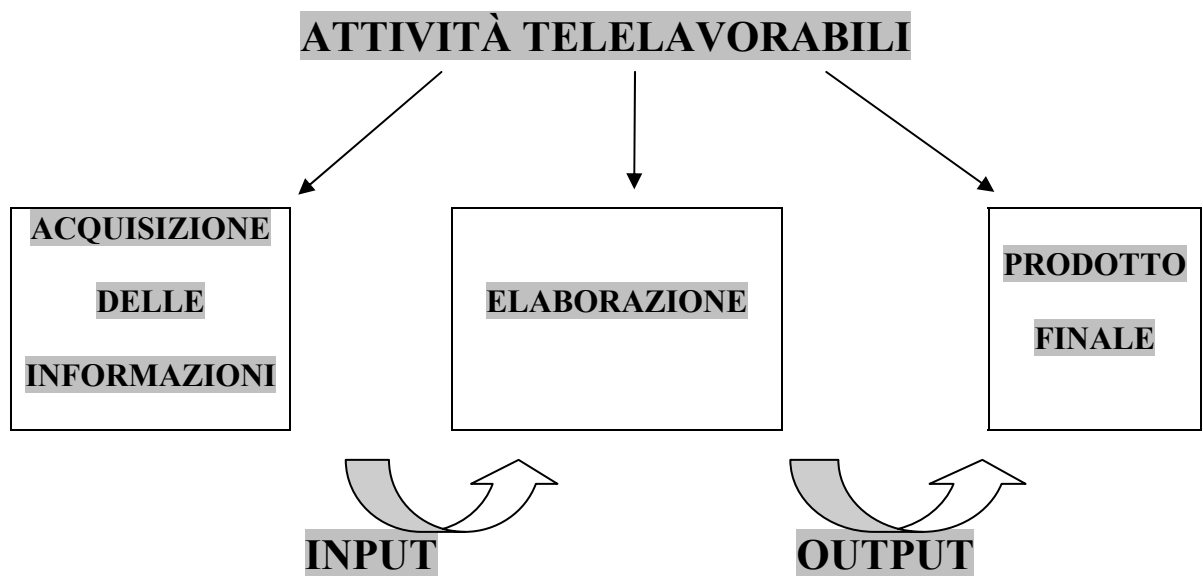 ATTIVITÀ TELELAVORABILI
ACQUISIZIONE
DELLE
INFORMAZIONI
ELABORAZIONE
PRODOTTO
FINALE
INPUT
OUTPUT